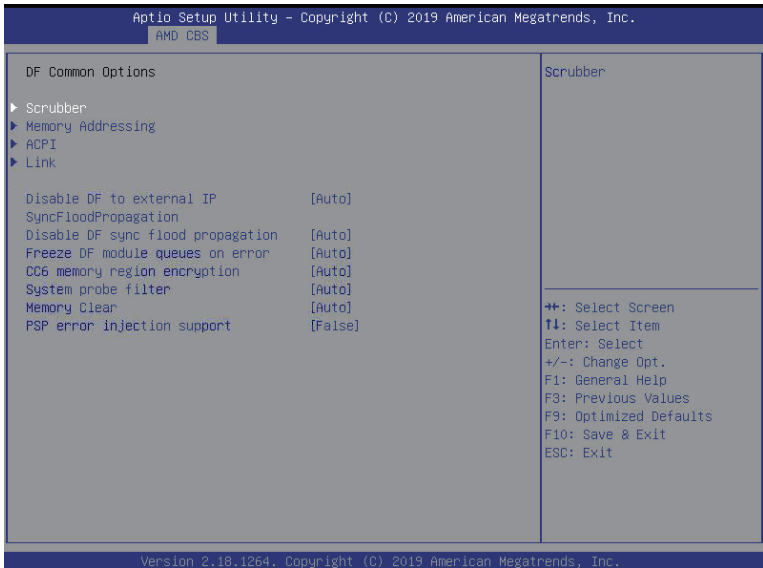 Aptio Setup Utility – Copyright (C) 2019 American Megatrends, Inc.
AMD CBS
DF Common Options
Scrubber
Memory Addressing
ACPI
Link
Disable DF to external IP [Auto]
SyncFloodPropagation
Disable DF sync flood propagation [Auto]
Freeze DF module queues on error [Auto]
CC6 memory region encryption [Auto]
System probe filter [Auto]
Memory Clear [Auto]
PSP error injection support [False]
Scrubber
→←: Select Screen
↑↓: Select Item
Enter: Select
+/-: Change Opt.
F1: General Help
F3: Previous Values
F9: Optimized Defaults
F10: Save & Exit
ESC: Exit
Version 2.18.1264. Copyright (C) 2019 American Megatrends, Inc.